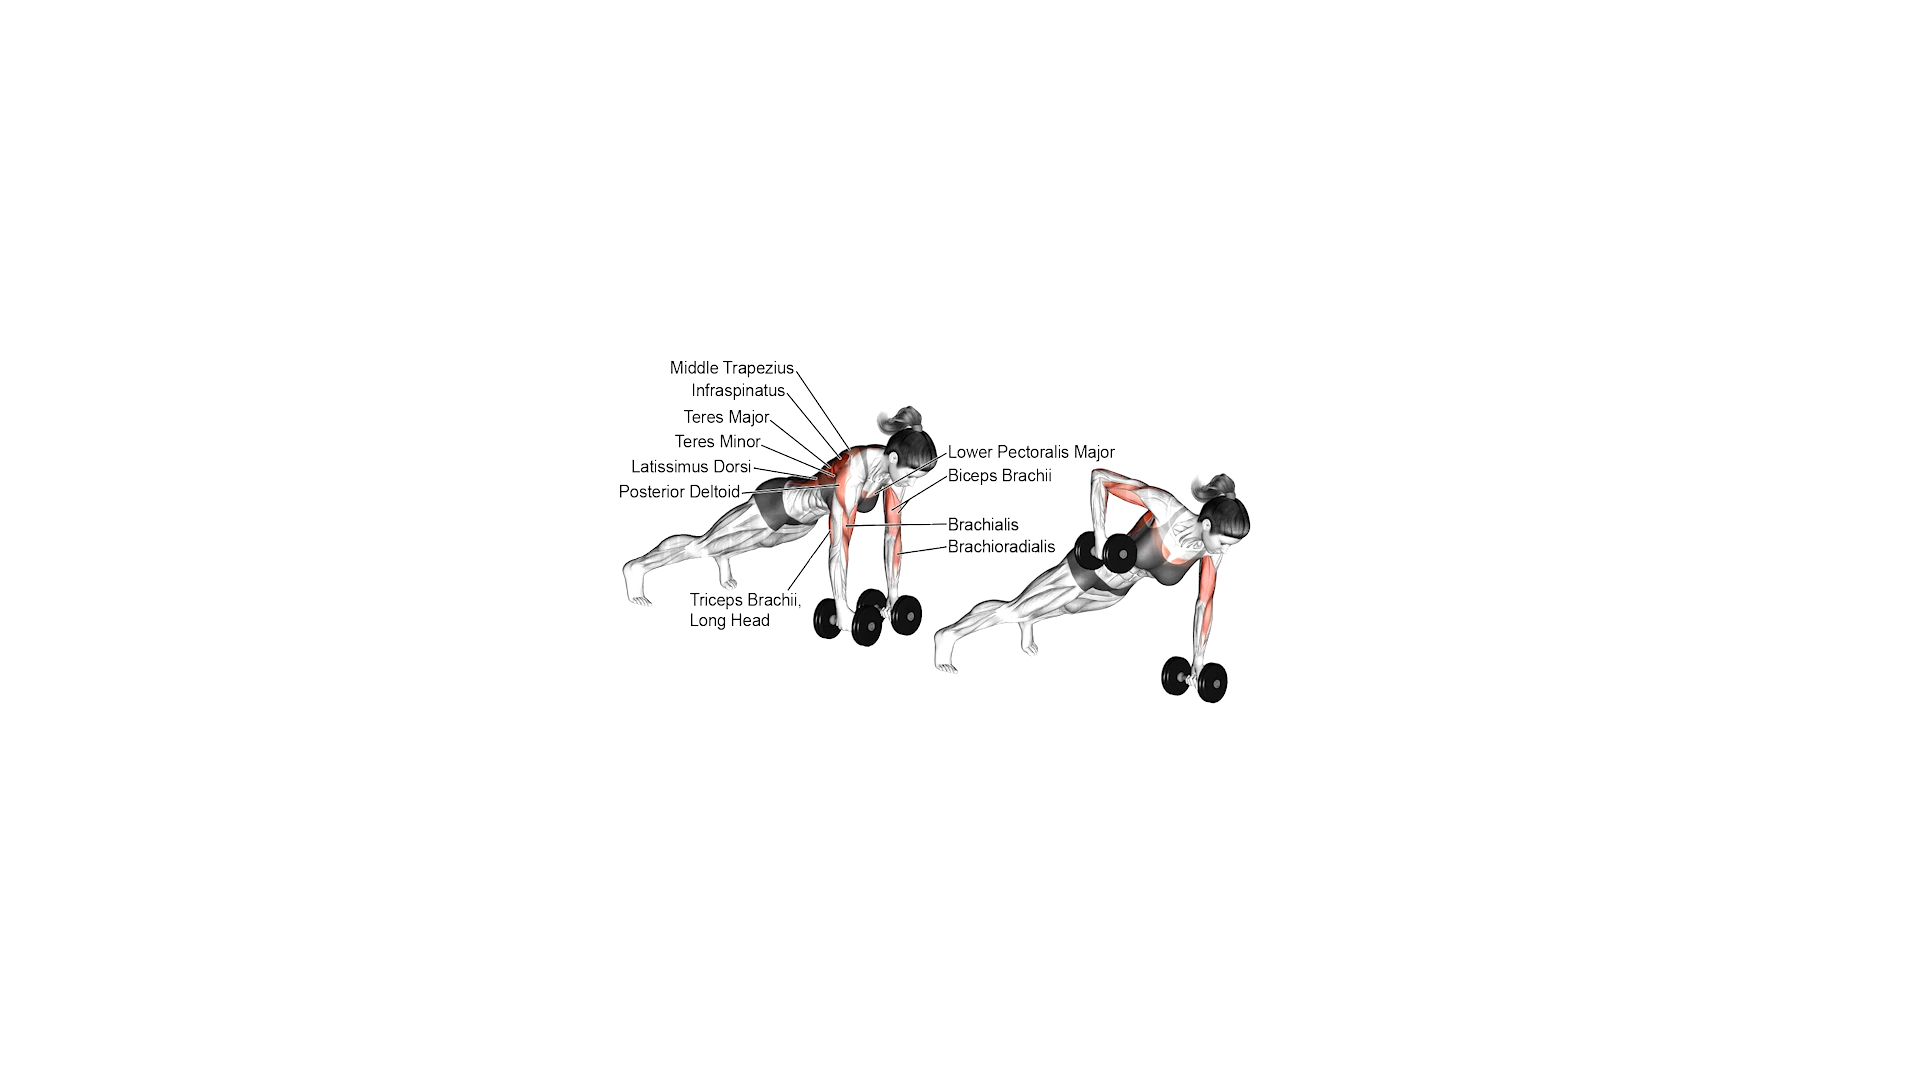 Middle Trapezius
Infraspinatus
Teres Major
Teres Minor
Latissimus Dorsi
Posterior Deltoid
Lower Pectoralis Major
Biceps Brachii
Brachialis
Brachioradialis
Triceps Brachii,
Long Head